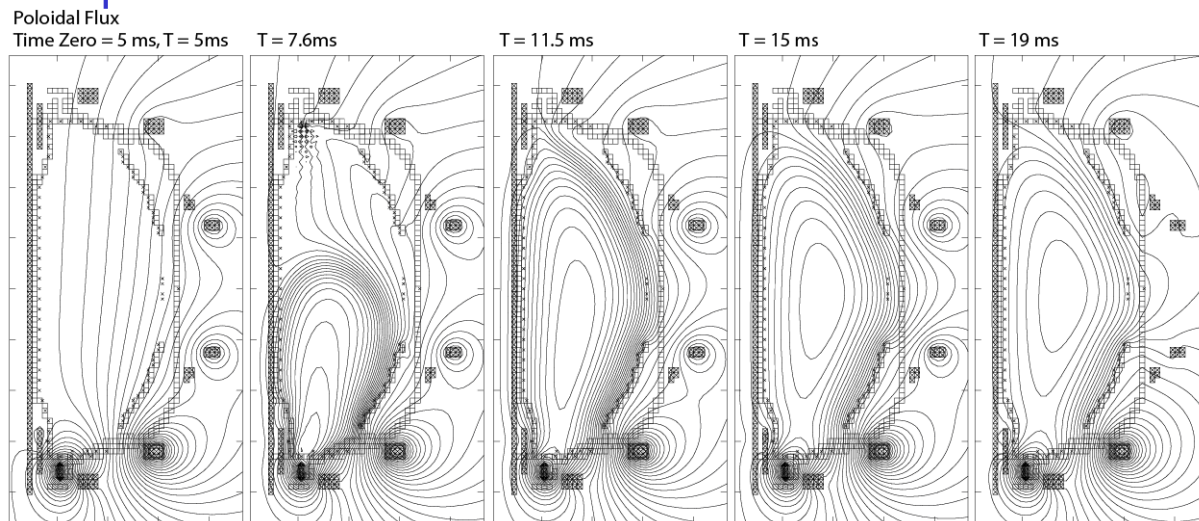 Poloidal Flux
Time Zero = 5 ms, T = 5ms
T = 7.6ms
T = 11.5 ms
T = 15 ms
T = 19 ms